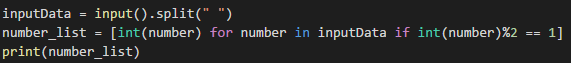 inputData = input().split(" ")
number_list = [int(number) for number in inputData if int(number)%2 == 1]
print(number_list)